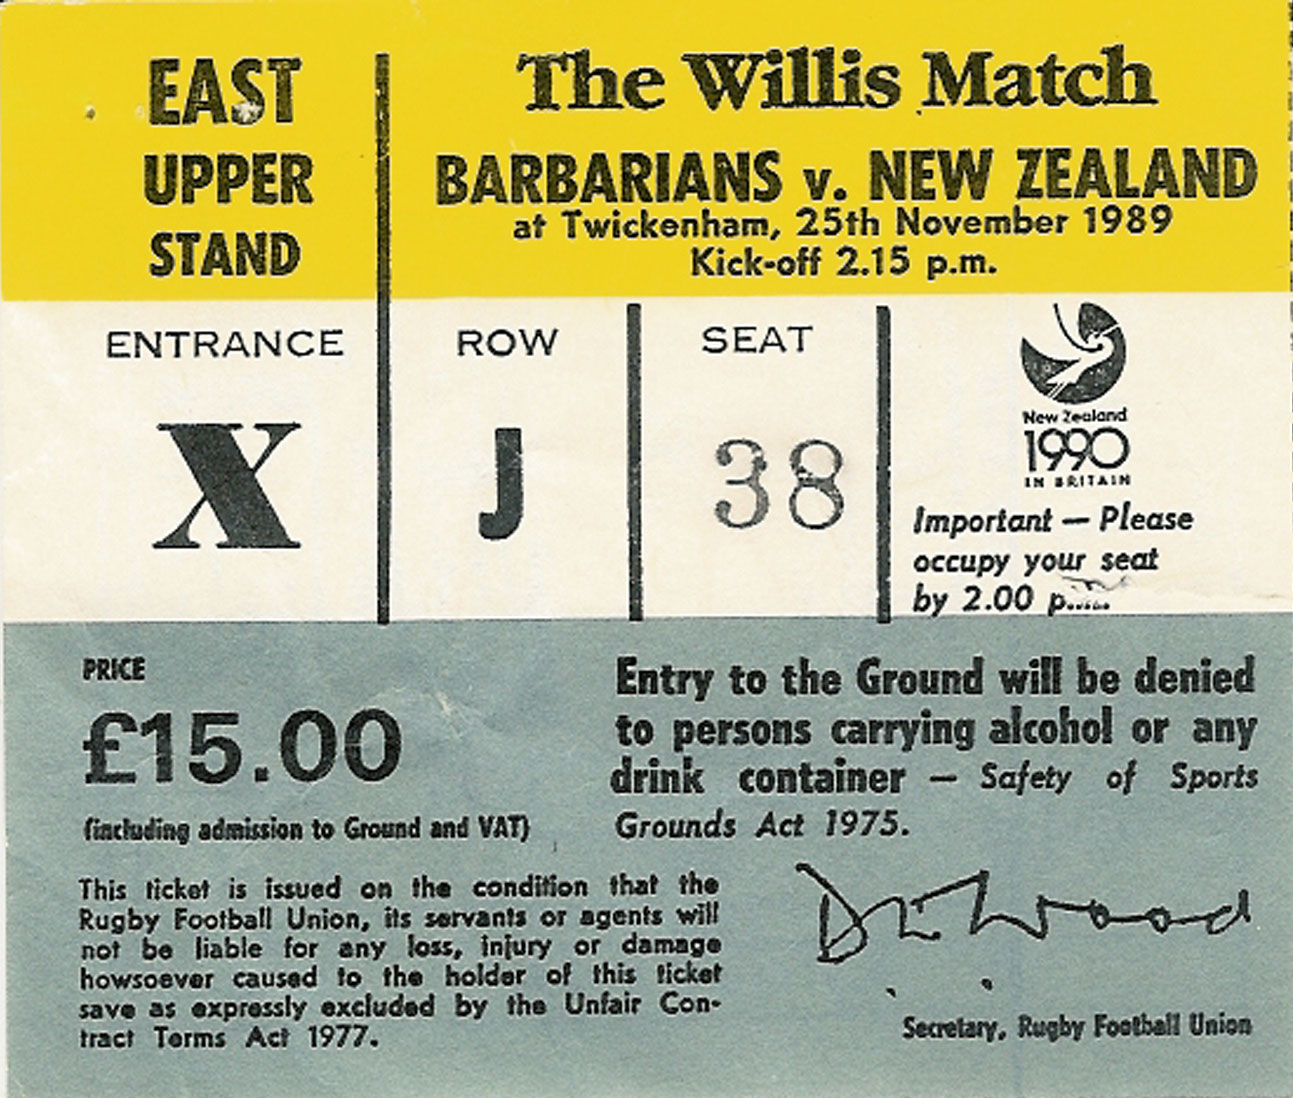 EAST
UPPER
STAND
The Willis Match
BARBARIANS v. NEW ZEALAND
at Twickenham, 25th November 1989
Kick-off 2.15 p.m.
ENTRANCE
X
ROW
J
SEAT
38
New Zealand
1990
IN BRITAIN
Important — Please
occupy your seat
by 2.00
PRICE
£15.00
(including admission to Ground and VAT)
Entry to the Ground will be denied
to persons carrying alcohol or any
drink container — Safety of Sports
Grounds Act 1975.
This ticket is issued on the condition that the
Rugby Football Union, its servants or agents will
not be liable for any loss, injury or damage
howsoever caused to the holder of this ticket
save as expressly excluded by the Unfair Con-
tract Terms Act 1977.
Wood
Secretary, Rugby Football Union